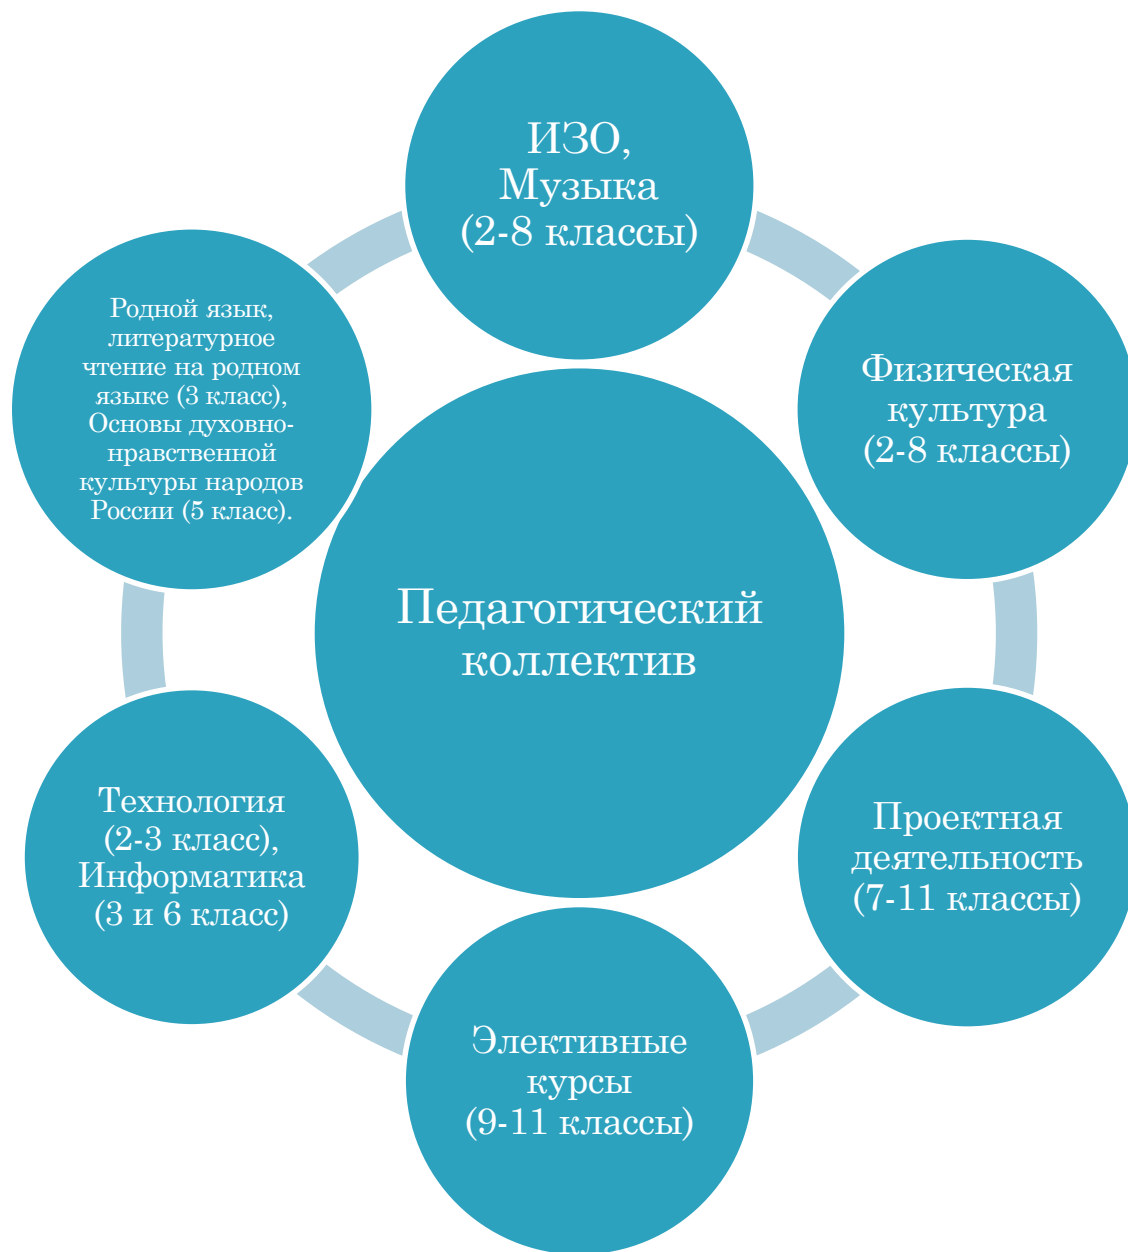 ИЗО,
Музыка
(2-8 классы)
Физическая
культура
(2-8 классы)
Проектная
деятельность
(7-11 классы)
Элективные
курсы
(9-11 классы)
Технология
(2-3 класс),
Информатика
(3 и 6 класс)
Родной язык,
литературное
чтение на родном
языке (3 класс),
Основы духовно-
нравственной
культуры народов
России (5 класс).
Педагогический
коллектив